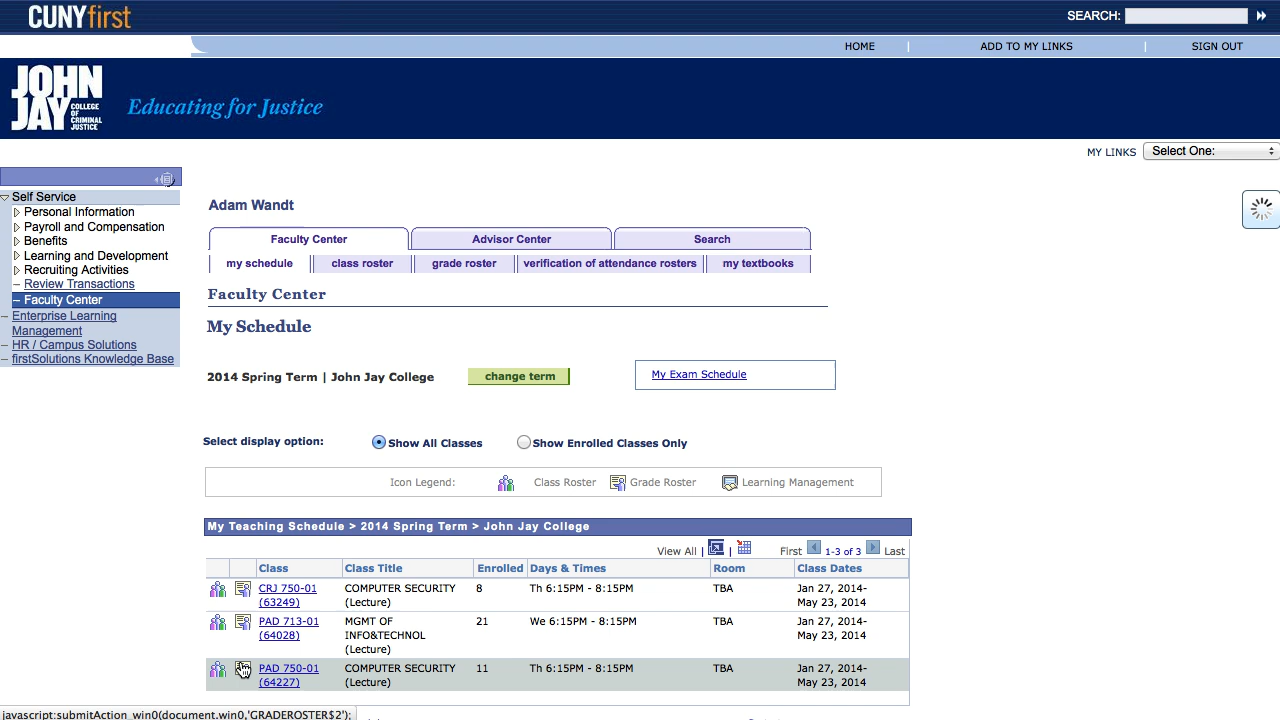 CUNYfirst
SEARCH:
HOME | ADD TO MY LINKS | SIGN OUT
JOHN JAY COLLEGE OF CRIMINAL JUSTICE
Educating for Justice
MY LINKS Select One:
Self Service
Personal Information
Payroll and Compensation
Benefits
Learning and Development
Recruiting Activities
Review Transactions
Faculty Center
Enterprise Learning
Management
HR / Campus Solutions
firstSolutions Knowledge Base
Adam Wandt
Faculty Center Advisor Center Search
my schedule class roster grade roster verification of attendance rosters my textbooks
Faculty Center
My Schedule
2014 Spring Term | John Jay College change term My Exam Schedule
Select display option: Show All Classes Show Enrolled Classes Only
Icon Legend: Class Roster Grade Roster Learning Management
My Teaching Schedule > 2014 Spring Term > John Jay College
View All | | First 1-3 of 3 Last
Class Class Title Enrolled Days & Times Room Class Dates
CRJ 750-01 COMPUTER SECURITY 8 Th 6:15PM - 8:15PM TBA Jan 27, 2014-
(63249) (Lecture) May 23, 2014
PAD 713-01 MGMT OF 21 We 6:15PM - 8:15PM TBA Jan 27, 2014-
(64028) INFO&TECHNOL May 23, 2014
(Lecture)
PAD 750-01 COMPUTER SECURITY 11 Th 6:15PM - 8:15PM TBA Jan 27, 2014-
(64227) (Lecture) May 23, 2014
javascript:submitAction_win0(document.win0,'GRADEROSTER$2');